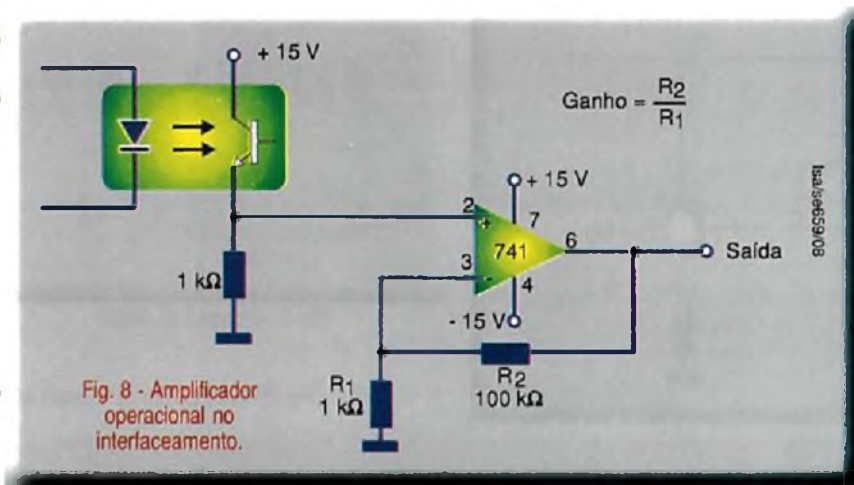 + 15 V
Ganho = R2
R1
+ 15 V
2
+
7
741
6
Saída
3
-
4
- 15 V
1 kΩ
R1
1 kΩ
R2
100 kΩ
Fig. 8 - Amplificador
operacional no
interfaceamento.
Isa/se659/08